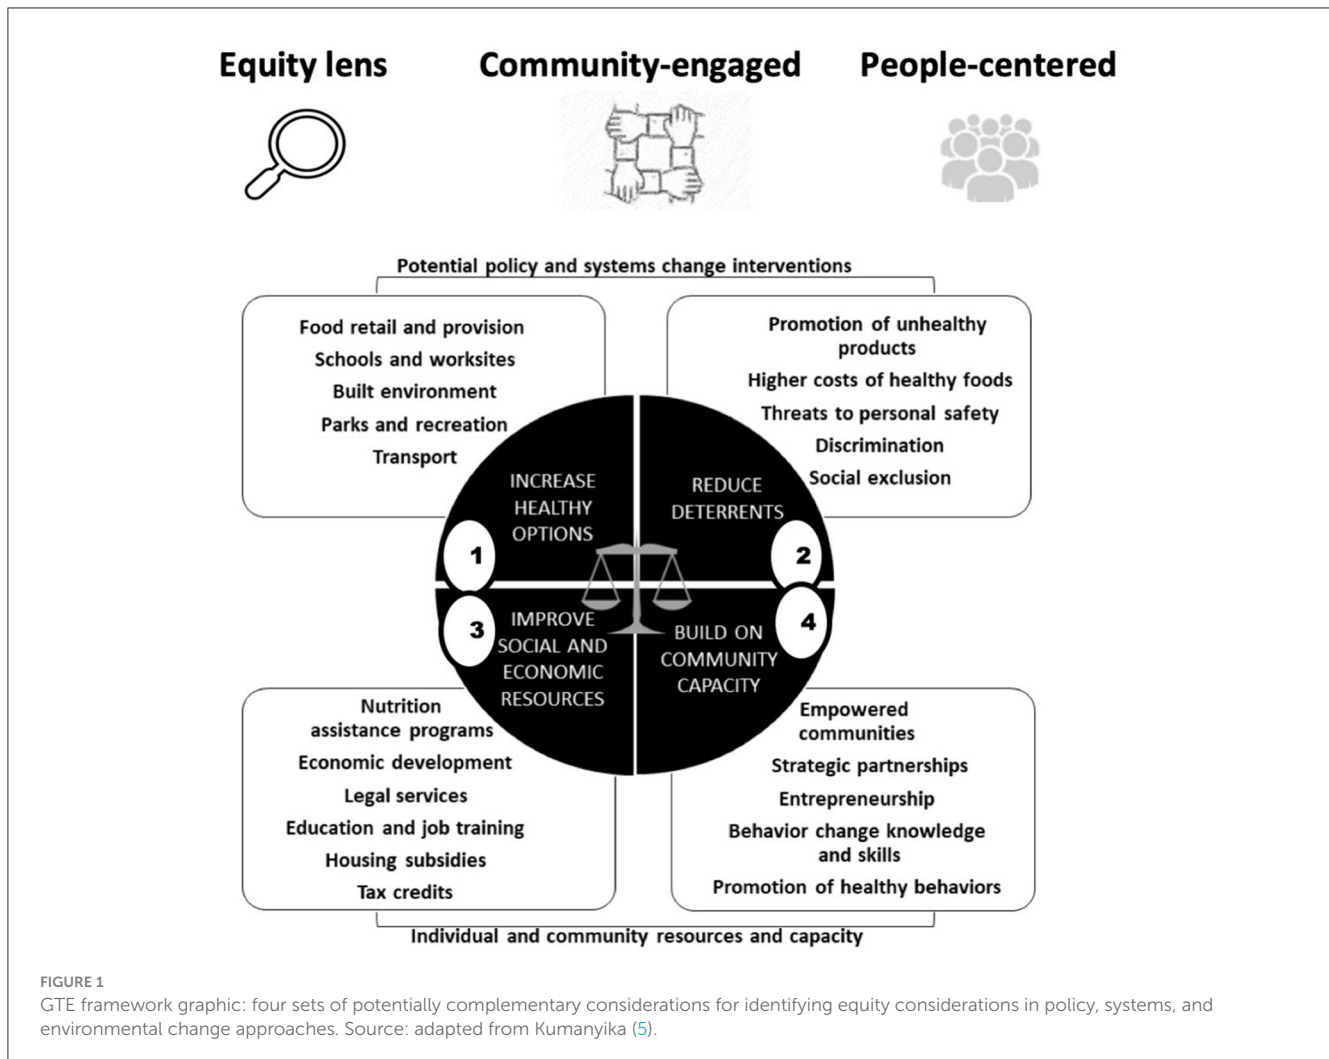 Equity lens
Community-engaged
People-centered
Potential policy and systems change interventions
Food retail and provision
Schools and worksites
Built environment
Parks and recreation
Transport
Promotion of unhealthy
products
Higher costs of healthy foods
Threats to personal safety
Discrimination
Social exclusion
INCREASE
HEALTHY
OPTIONS
1
REDUCE
DETERRENTS
2
3
IMPROVE
SOCIAL AND
ECONOMIC
RESOURCES
4
BUILD ON
COMMUNITY
CAPACITY
Nutrition
assistance programs
Economic development
Legal services
Education and job training
Housing subsidies
Tax credits
Empowered
communities
Strategic partnerships
Entrepreneurship
Behavior change knowledge
and skills
Promotion of healthy behaviors
Individual and community resources and capacity
FIGURE 1
GTE framework graphic: four sets of potentially complementary considerations for identifying equity considerations in policy, systems, and
environmental change approaches. Source: adapted from Kumanyika (5).